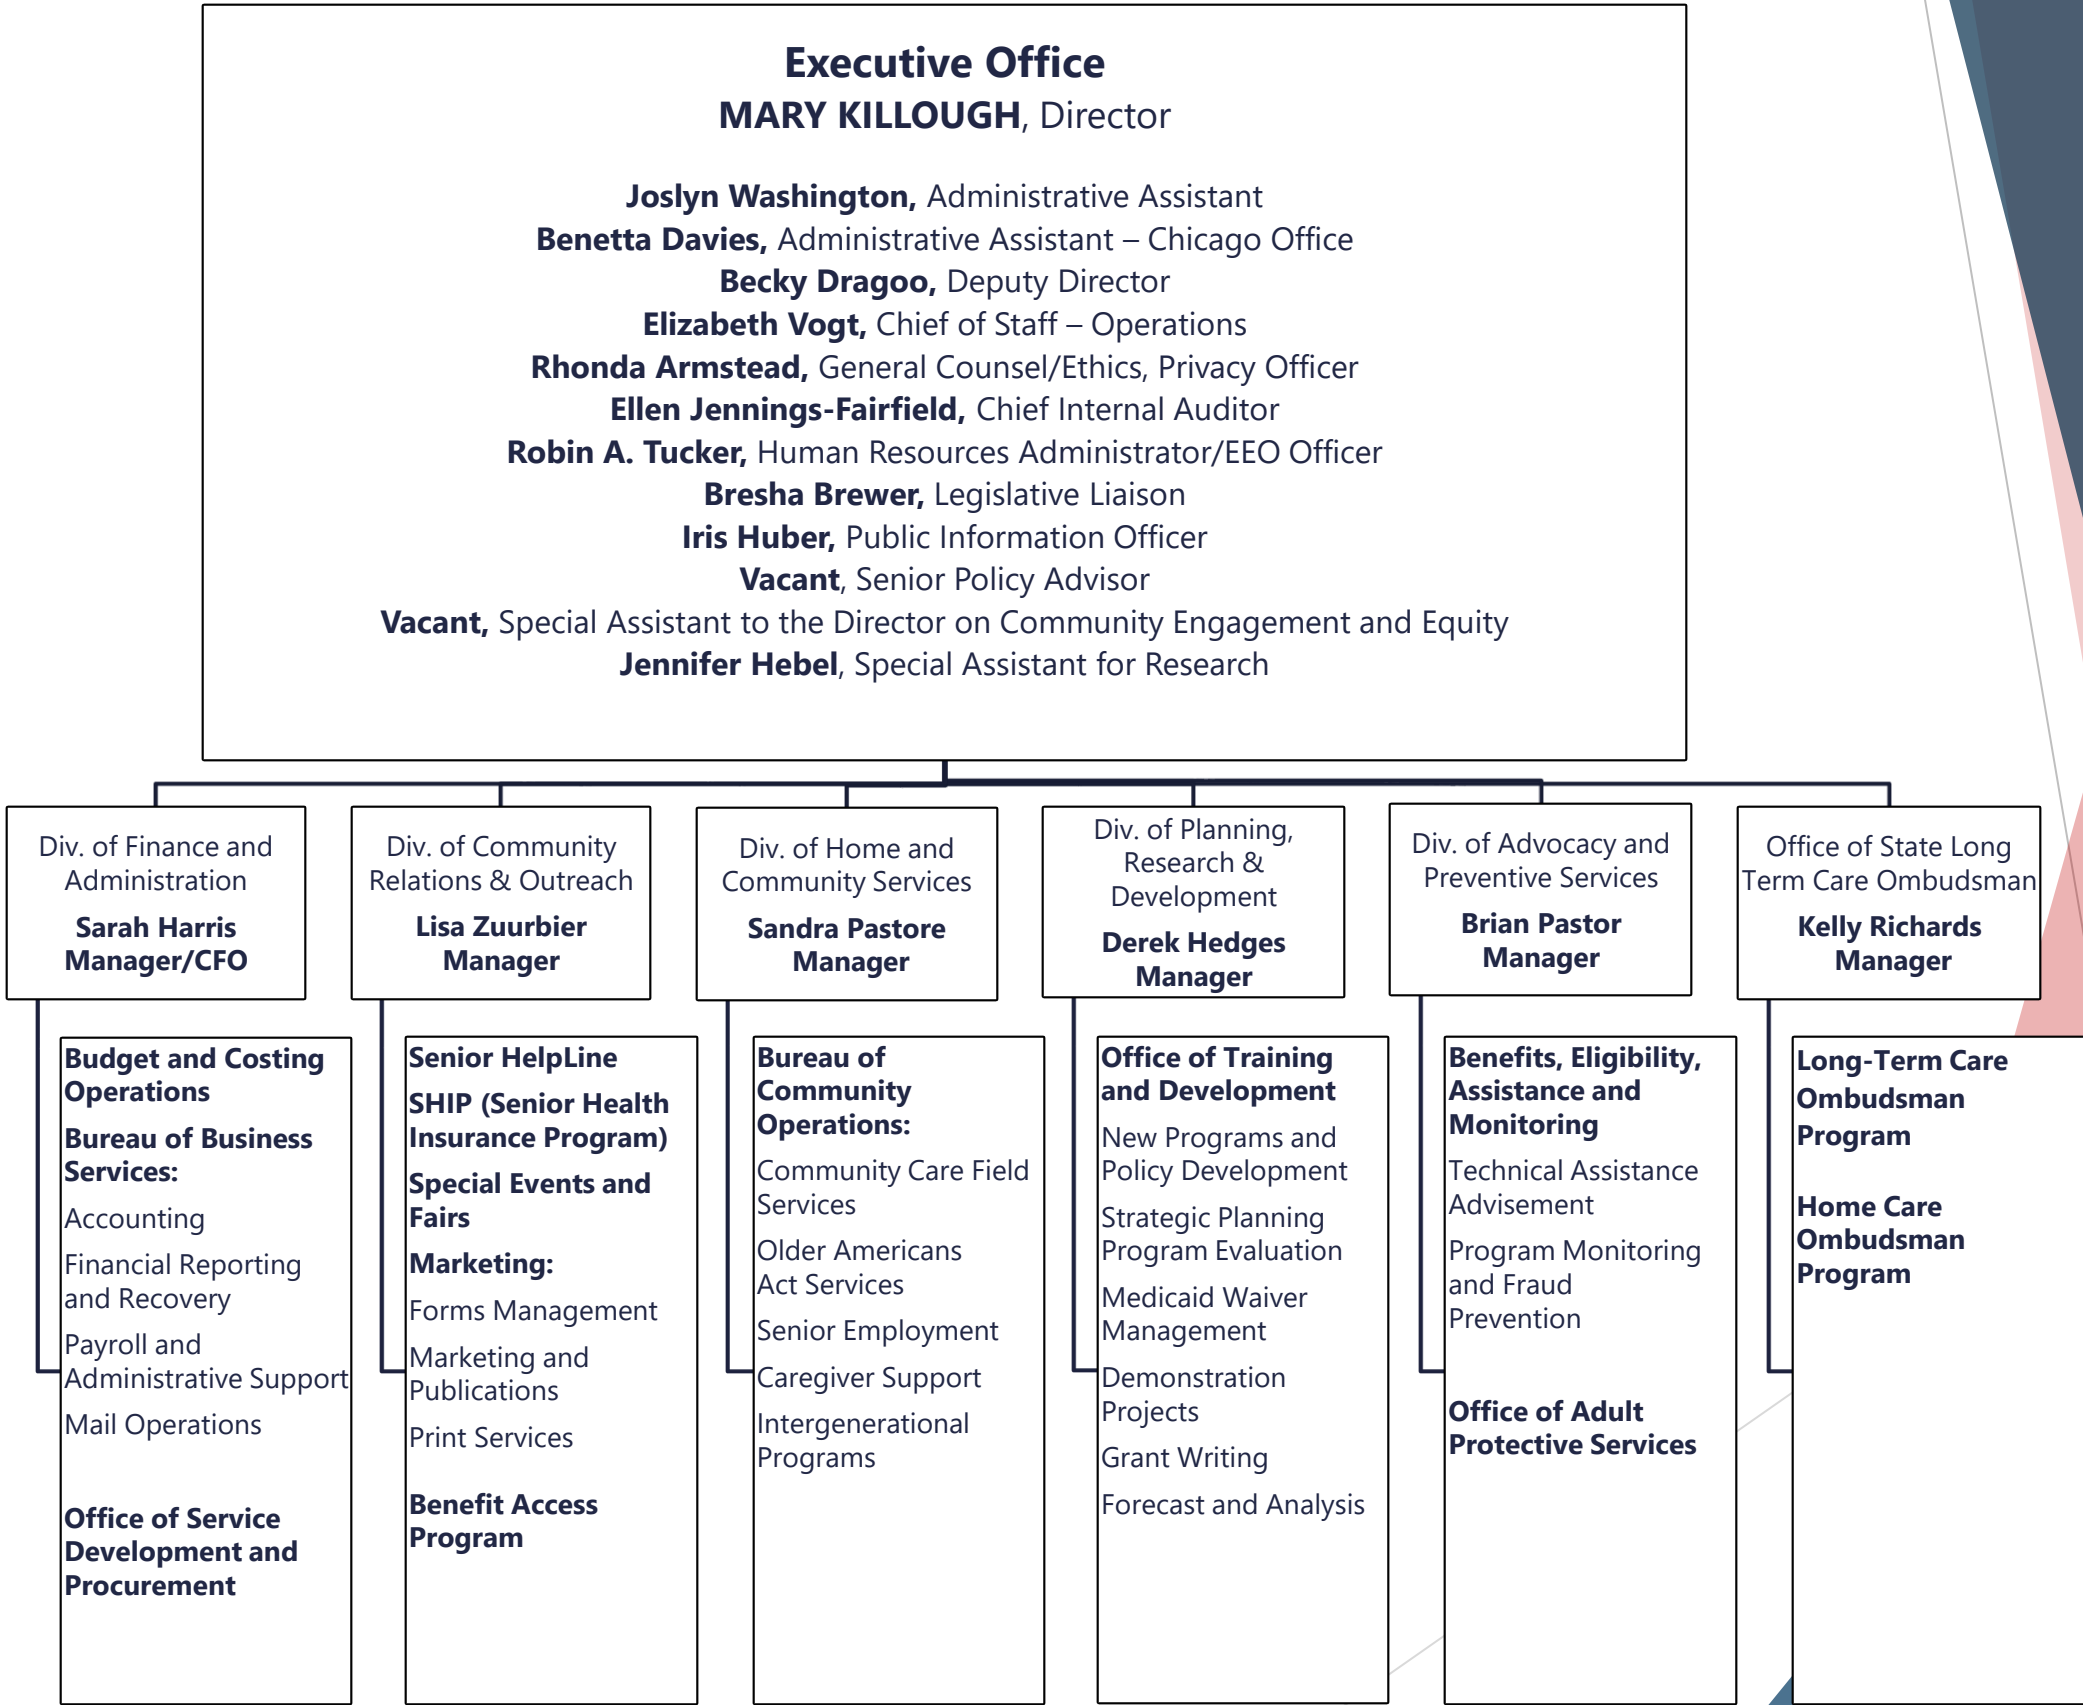 Executive Office
MARY KILLOUGH, Director
Joslyn Washington, Administrative Assistant
Benetta Davies, Administrative Assistant – Chicago Office
Becky Dragoo, Deputy Director
Elizabeth Vogt, Chief of Staff – Operations
Rhonda Armstead, General Counsel/Ethics, Privacy Officer
Ellen Jennings-Fairfield, Chief Internal Auditor
Robin A. Tucker, Human Resources Administrator/EEO Officer
Bresha Brewer, Legislative Liaison
Iris Huber, Public Information Officer
Vacant, Senior Policy Advisor
Vacant, Special Assistant to the Director on Community Engagement and Equity
Jennifer Hebel, Special Assistant for Research
Div. of Finance and
Administration
Sarah Harris
Manager/CFO
Div. of Community
Relations & Outreach
Lisa Zuurbier
Manager
Div. of Home and
Community Services
Sandra Pastore
Manager
Div. of Planning,
Research &
Development
Derek Hedges
Manager
Div. of Advocacy and
Preventive Services
Brian Pastor
Manager
Office of State Long
Term Care Ombudsman
Kelly Richards
Manager
Budget and Costing
Operations
Bureau of Business
Services:
Accounting
Financial Reporting
and Recovery
Payroll and
Administrative Support
Mail Operations
Office of Service
Development and
Procurement
Senior HelpLine
SHIP (Senior Health
Insurance Program)
Special Events and
Fairs
Marketing:
Forms Management
Marketing and
Publications
Print Services
Benefit Access
Program
Bureau of
Community
Operations:
Community Care Field
Services
Older Americans
Act Services
Senior Employment
Caregiver Support
Intergenerational
Programs
Office of Training
and Development
New Programs and
Policy Development
Strategic Planning
Program Evaluation
Medicaid Waiver
Management
Demonstration
Projects
Grant Writing
Forecast and Analysis
Benefits, Eligibility,
Assistance and
Monitoring
Technical Assistance
Advisement
Program Monitoring
and Fraud
Prevention
Office of Adult
Protective Services
Long-Term Care
Ombudsman
Program
Home Care
Ombudsman
Program